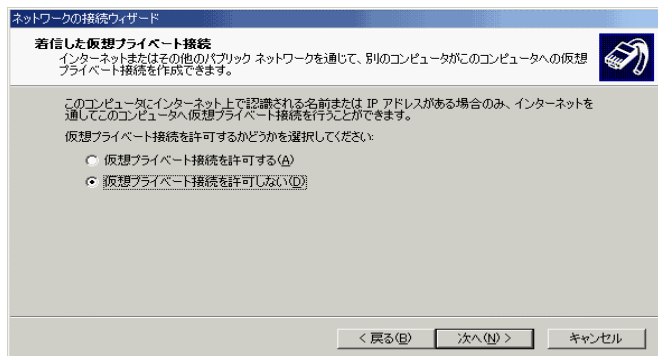 ネットワークの接続ウィザード
着信した仮想プライベート接続
インターネットまたはその他のパブリック ネットワークを通じて、別のコンピュータがこのコンピュータへの仮想
プライベート接続を作成できます。
このコンピュータにインターネット上で認識される名前または IP アドレスがある場合のみ、インターネットを
通してこのコンピュータへ仮想プライベート接続を行うことができます。
仮想プライベート接続を許可するかどうかを選択してください:
仮想プライベート接続を許可する(A)
仮想プライベート接続を許可しない(D)
< 戻る(B) 次へ(N) > キャンセル